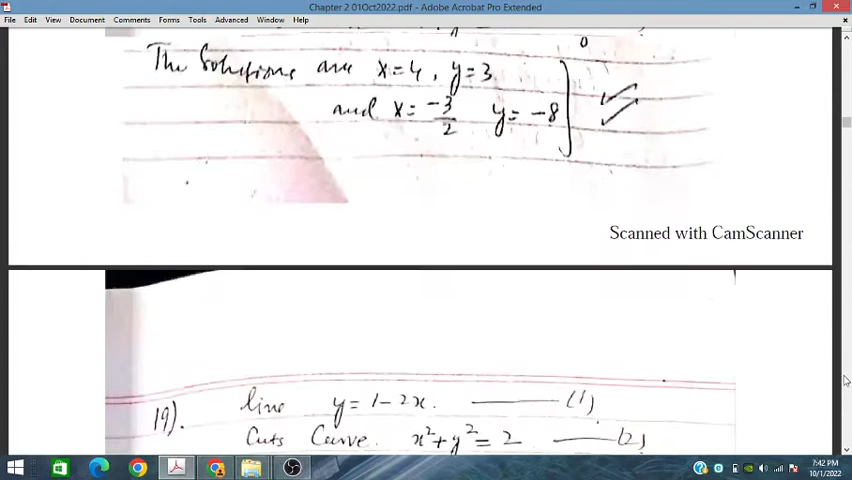 Chapter 2 01Oct2022.pdf - Adobe Acrobat Pro Extended
File Edit View Document Comments Forms Tools Advanced Window Help
The Solutions are x=4, y=3
and x= -3/2 y= -8
Scanned with CamScanner
19). line y= 1-2x. (1)
Cuts Curve. x²+y²=2 (2)
7:42 PM
10/1/2022